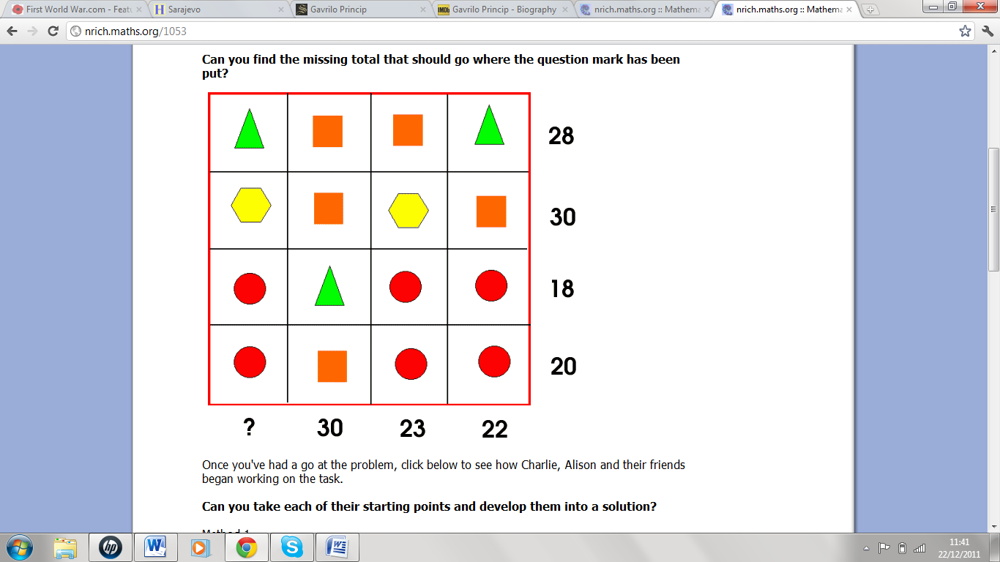 First World War.com - Featu
Sarajevo
Gavrilo Princip
IMDb Gavrilo Princip - Biography
nrich.maths.org :: Mathema
nrich.maths.org :: Mathema
nrich.maths.org/1053
Can you find the missing total that should go where the question mark has been
put?
28
30
18
20
? 30 23 22
Once you've had a go at the problem, click below to see how Charlie, Alison and their friends
began working on the task.
Can you take each of their starting points and develop them into a solution?
Method 1
11:41
22/12/2011